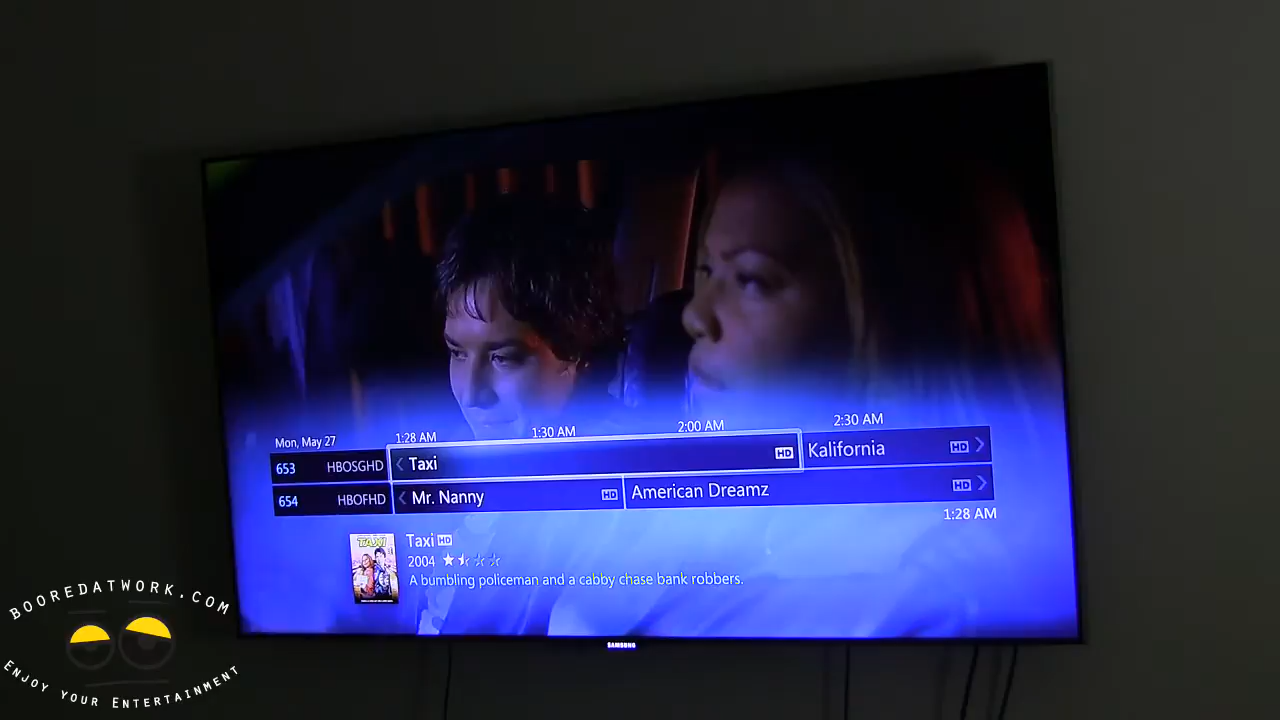 Mon, May 27 1:28 AM 1:30 AM 2:00 AM 2:30 AM
653 HBOSGHD Taxi HD Kalifornia HD
654 HBOFHD Mr. Nanny HD American Dreamz HD
1:28 AM
TAXI
Taxi HD
2004
A bumbling policeman and a cabby chase bank robbers.
SAMSUNG
BOOREDATWORK.COM
ENJOY YOUR ENTERTAINMENT